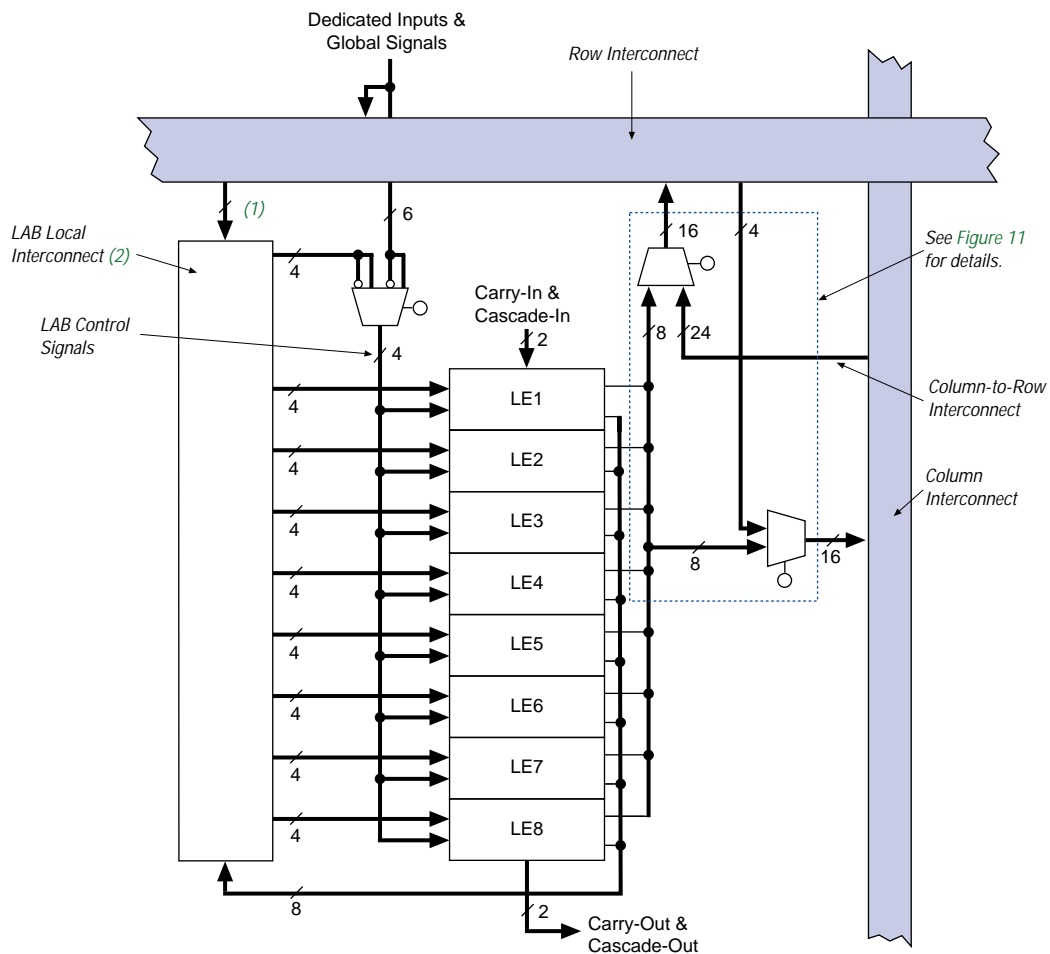 Dedicated Inputs &
Global Signals
Row Interconnect
(1)
6
LAB Local
Interconnect (2)
4
16
4
See Figure 11
for details.
Carry-In &
Cascade-In
LAB Control
Signals
4
2
8
24
4
LE1
Column-to-Row
Interconnect
4
LE2
Column
Interconnect
4
LE3
8
16
4
LE4
4
LE5
4
LE6
4
LE7
4
LE8
8
2
Carry-Out &
Cascade-Out